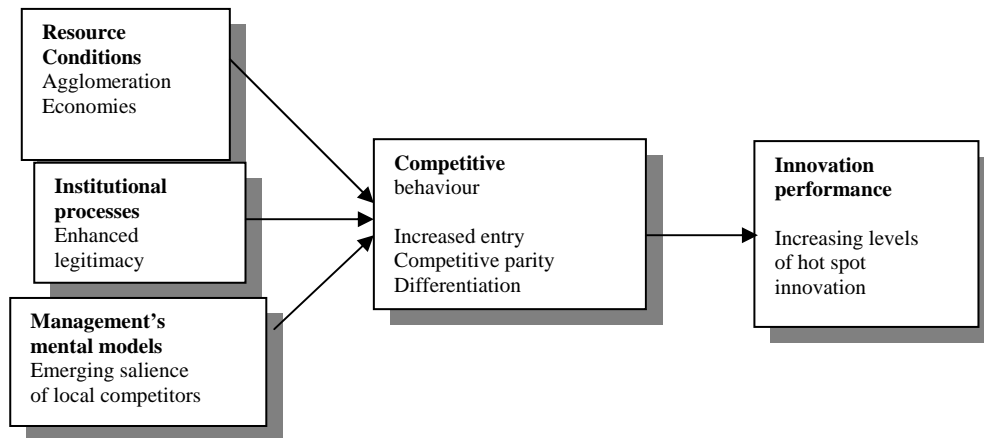 Resource
Conditions
Agglomeration
Economies
Institutional
processes
Enhanced
legitimacy
Management’s
mental models
Emerging salience
of local competitors
Competitive
behaviour
Increased entry
Competitive parity
Differentiation
Innovation
performance
Increasing levels
of hot spot
innovation